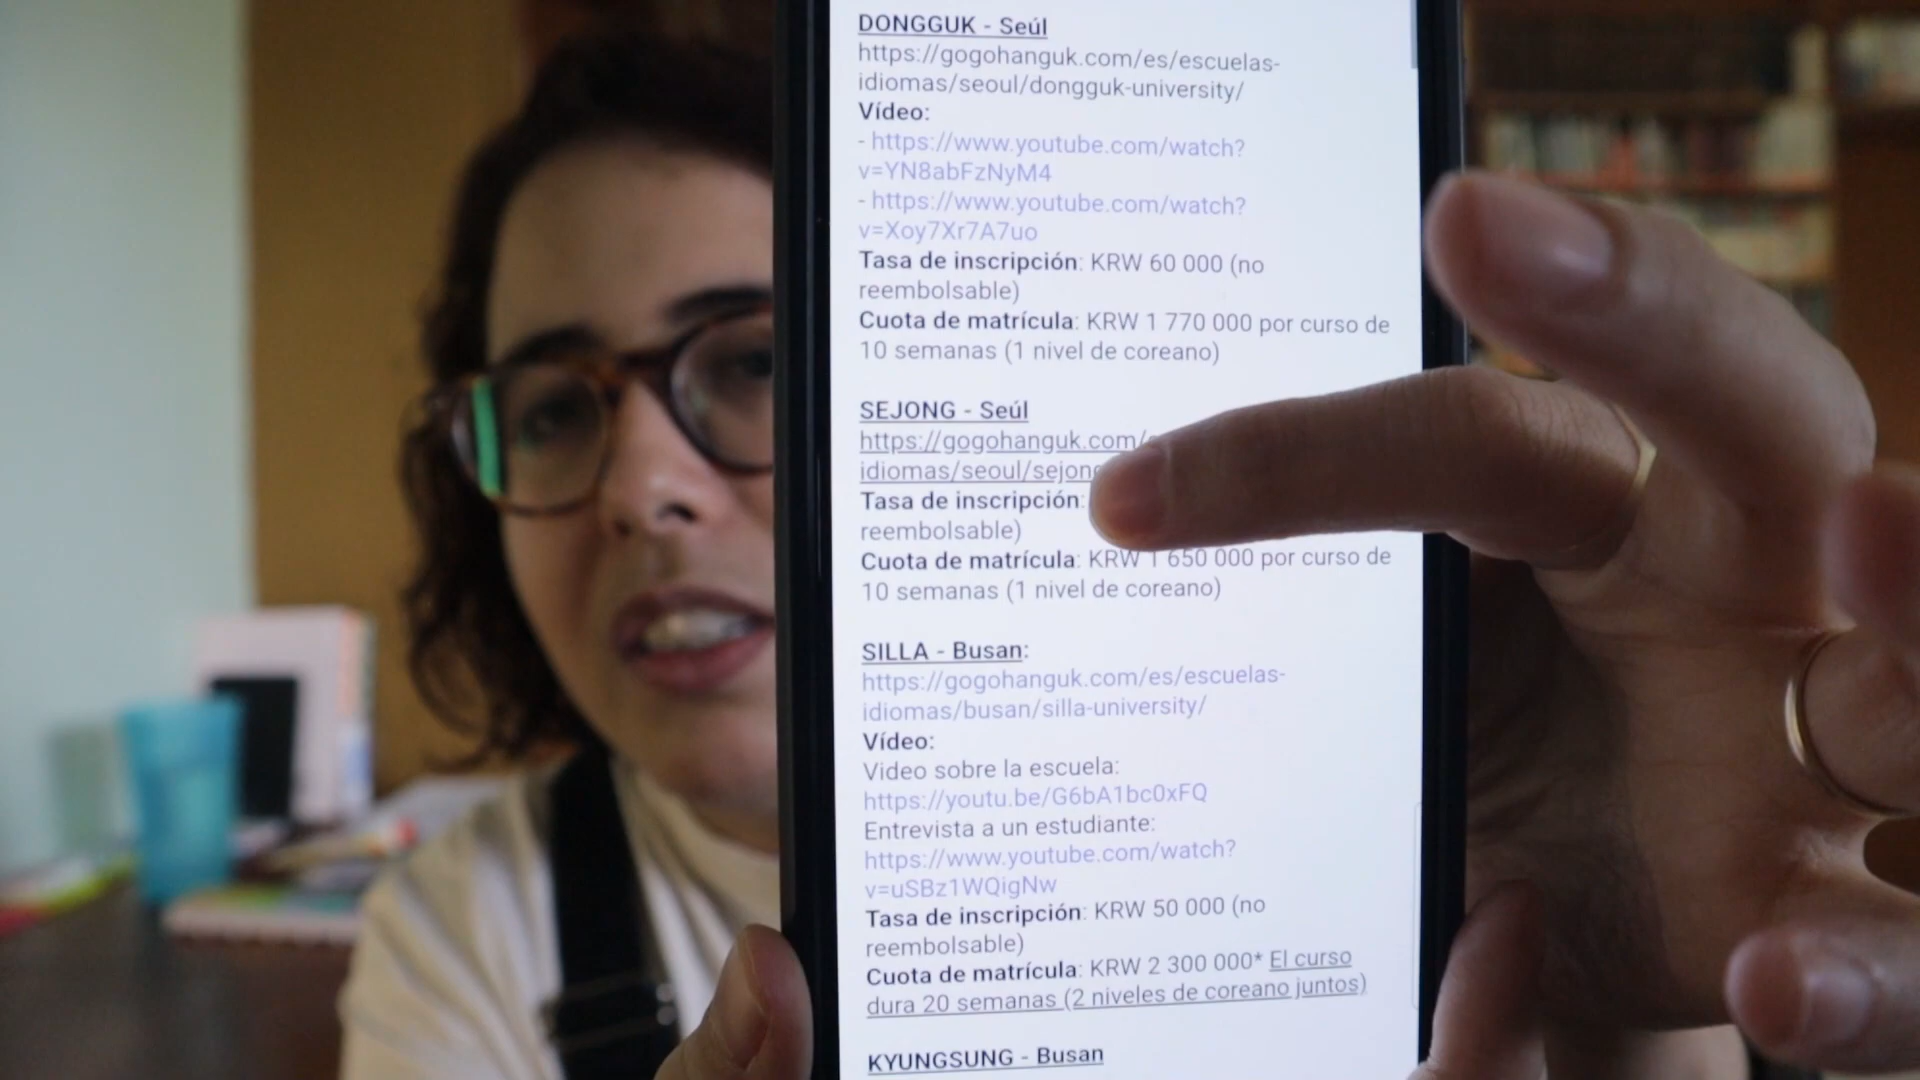 DONGGUK - Seúl
https://gogohanguk.com/es/escuelas-
idiomas/seoul/dongguk-university/
Vídeo:
- https://www.youtube.com/watch?
v=YN8abFzNyM4
- https://www.youtube.com/watch?
v=Xoy7Xr7A7uo
Tasa de inscripción: KRW 60 000 (no
reembolsable)
Cuota de matrícula: KRW 1 770 000 por curso de
10 semanas (1 nivel de coreano)
SEJONG - Seúl
https://gogohanguk.com/
idiomas/seoul/sejong
Tasa de inscripción:
reembolsable)
Cuota de matrícula: KRW 1 650 000 por curso de
10 semanas (1 nivel de coreano)
SILLA - Busan:
https://gogohanguk.com/es/escuelas-
idiomas/busan/silla-university/
Vídeo:
Video sobre la escuela:
https://youtu.be/G6bA1bc0xFQ
Entrevista a un estudiante:
https://www.youtube.com/watch?
v=uSBz1WQigNw
Tasa de inscripción: KRW 50 000 (no
reembolsable)
Cuota de matrícula: KRW 2 300 000* El curso
dura 20 semanas (2 niveles de coreano juntos)
KYUNGSUNG - Busan